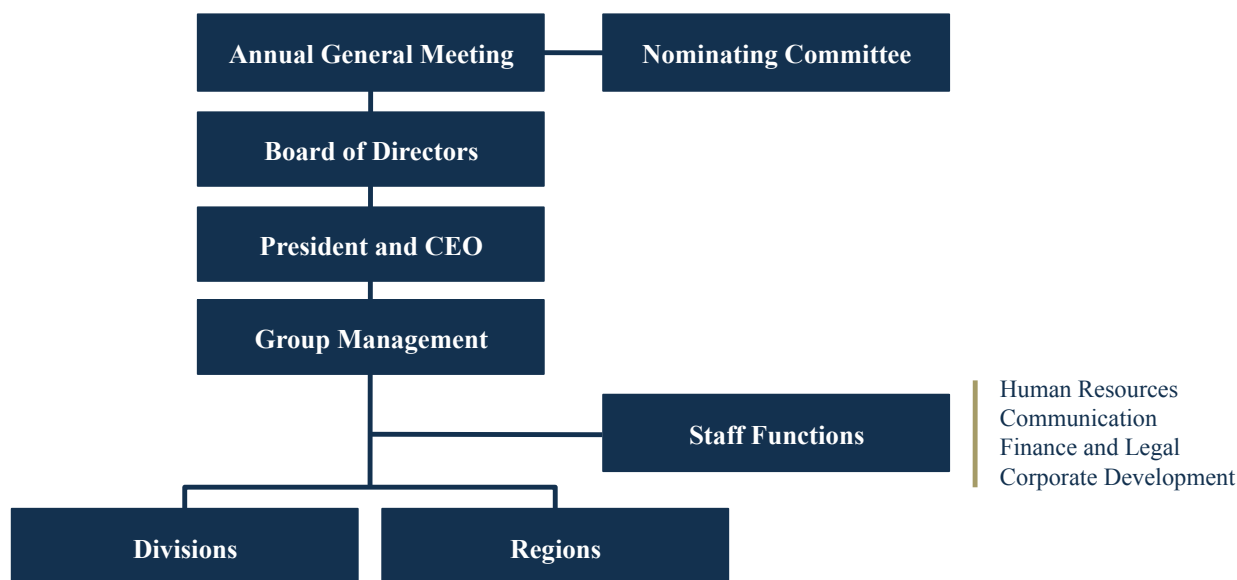 Annual General Meeting
Nominating Committee
Board of Directors
President and CEO
Group Management
Staff Functions
Human Resources
Communication
Finance and Legal
Corporate Development
Divisions
Regions